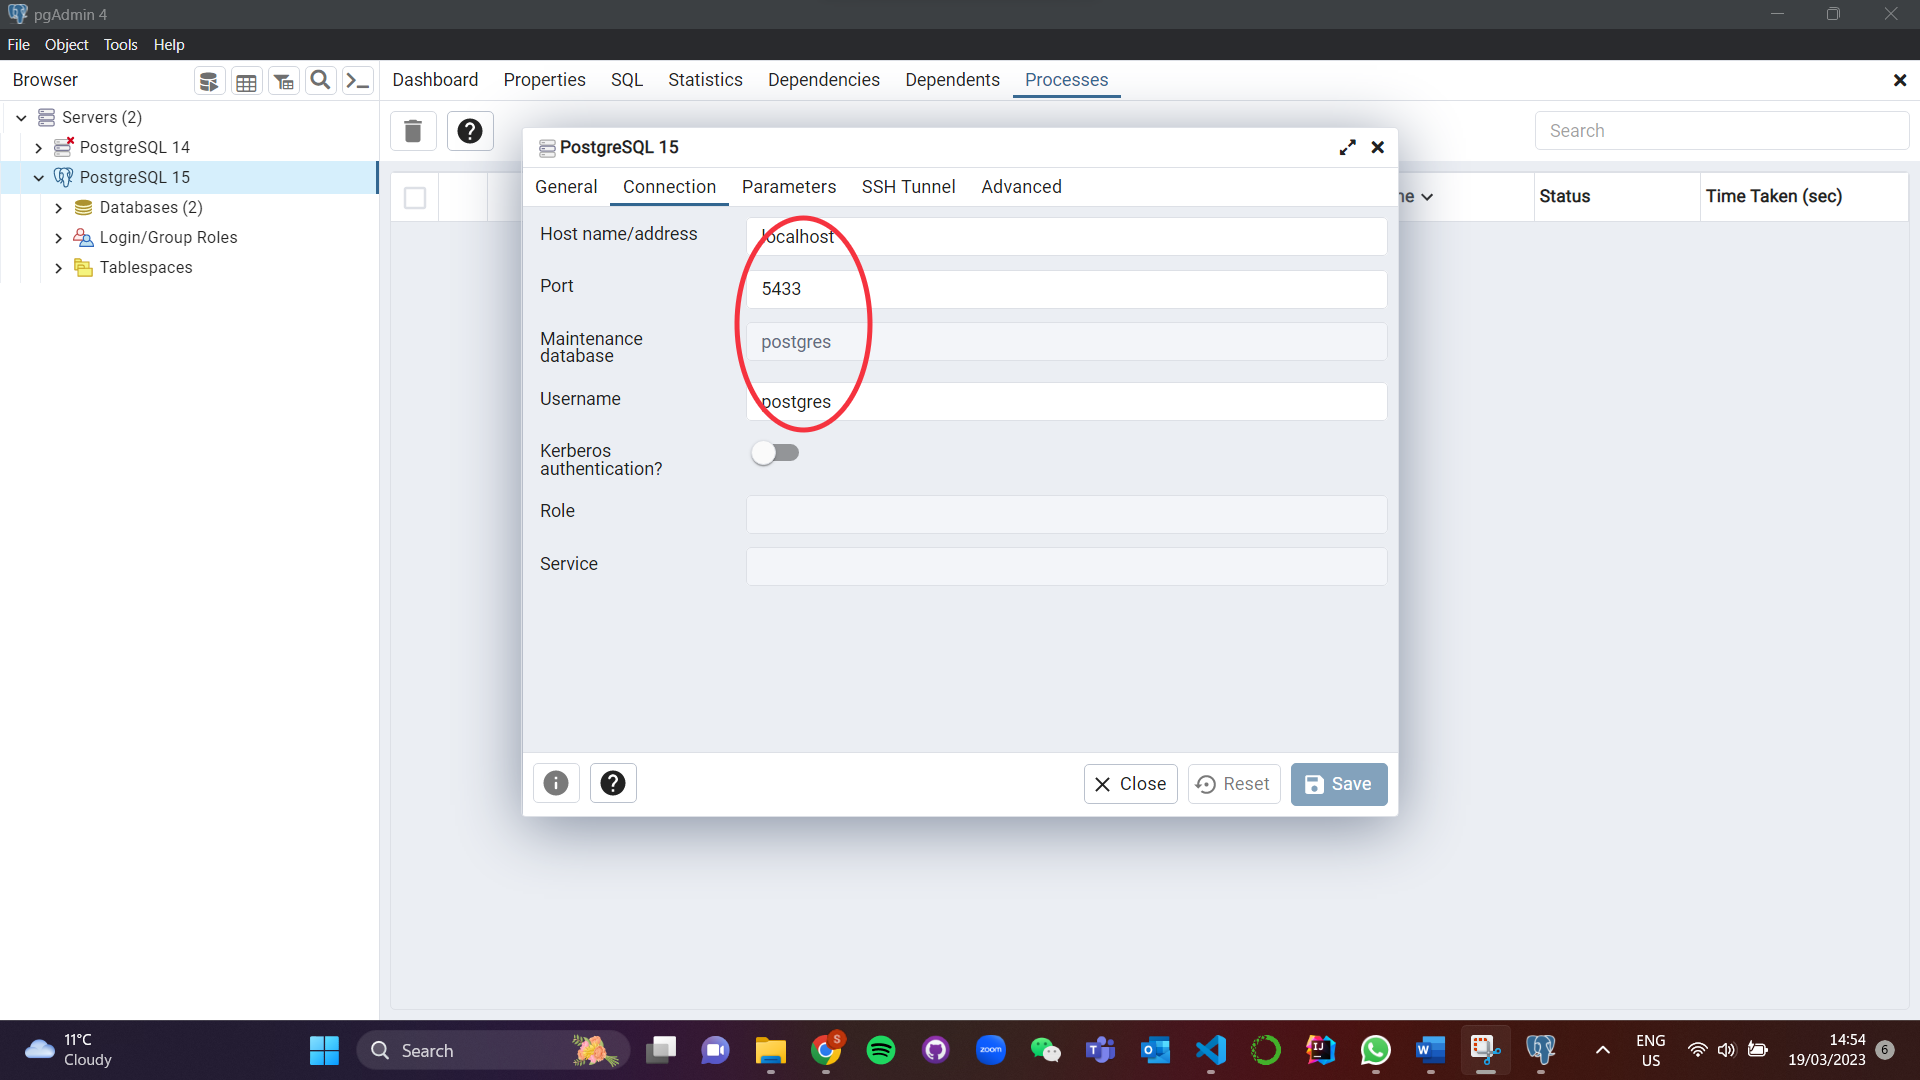 pgAdmin 4
File Object Tools Help
Browser
Dashboard Properties SQL Statistics Dependencies Dependents Processes
Servers (2)
PostgreSQL 14
PostgreSQL 15
Databases (2)
Login/Group Roles
Tablespaces
Search
ne Status Time Taken (sec)
PostgreSQL 15
General Connection Parameters SSH Tunnel Advanced
Host name/address localhost
Port 5433
Maintenance
database postgres
Username postgres
Kerberos
authentication?
Role
Service
Close Reset Save
11°C
Cloudy
Search
S
zoom
IJ
W
ENG
US
14:54
19/03/2023
6